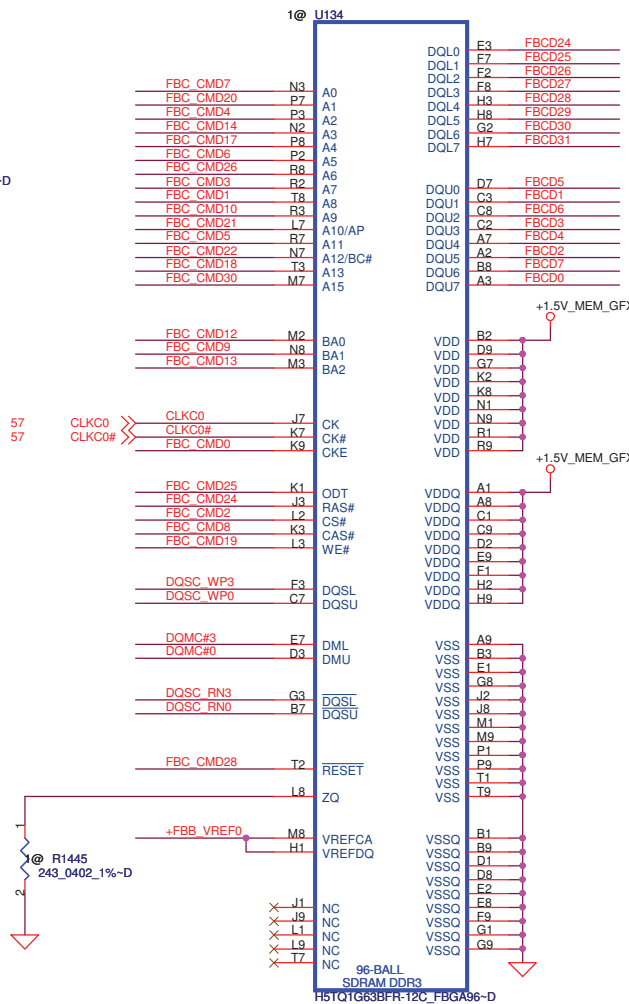 1@ U134
FBC_CMD7 N3 A0
FBC_CMD20 P7 A1
FBC_CMD4 P3 A2
FBC_CMD14 N2 A3
FBC_CMD17 P8 A4
FBC_CMD6 P2 A5
FBC_CMD26 R8 A6
FBC_CMD3 R2 A7
FBC_CMD1 T8 A8
FBC_CMD10 R3 A9
FBC_CMD21 L7 A10/AP
FBC_CMD5 R7 A11
FBC_CMD22 N7 A12/BC#
FBC_CMD18 T3 A13
FBC_CMD30 M7 A15
~D
FBC_CMD12 M2 BA0
FBC_CMD9 N8 BA1
FBC_CMD13 M3 BA2
57 CLKC0 CLKC0 J7 CK
57 CLKC0# CLKC0# K7 CK#
FBC_CMD0 K9 CKE
FBC_CMD25 K1 ODT
FBC_CMD24 J3 RAS#
FBC_CMD2 L2 CS#
FBC_CMD8 K3 CAS#
FBC_CMD19 L3 WE#
DQSC_WP3 F3 DQSL
DQSC_WP0 C7 DQSU
DQMC#3 E7 DML
DQMC#0 D3 DMU
DQSC_RN3 G3 DQSL
DQSC_RN0 B7 DQSU
FBC_CMD28 T2 RESET
L8 ZQ
+FBB_VREF0 M8 VREFCA
H1 VREFDQ
1
1@ R1445
243_0402_1%~D
2
J1 NC
J9 NC
L1 NC
L9 NC
T7 NC
DQL0 E3 FBCD24
DQL1 F7 FBCD25
DQL2 F2 FBCD26
DQL3 F8 FBCD27
DQL4 H3 FBCD28
DQL5 H8 FBCD29
DQL6 G2 FBCD30
DQL7 H7 FBCD31
DQU0 D7 FBCD5
DQU1 C3 FBCD1
DQU2 C8 FBCD6
DQU3 C2 FBCD3
DQU4 A7 FBCD4
DQU5 A2 FBCD2
DQU6 B8 FBCD7
DQU7 A3 FBCD0
+1.5V_MEM_GFX
VDD B2
VDD D9
VDD G7
VDD K2
VDD K8
VDD N1
VDD N9
VDD R1
VDD R9
+1.5V_MEM_GFX
VDDQ A1
VDDQ A8
VDDQ C1
VDDQ C9
VDDQ D2
VDDQ E9
VDDQ F1
VDDQ H2
VDDQ H9
VSS A9
VSS B3
VSS E1
VSS G8
VSS J2
VSS J8
VSS M1
VSS M9
VSS P1
VSS P9
VSS T1
VSS T9
VSSQ B1
VSSQ B9
VSSQ D1
VSSQ D8
VSSQ E2
VSSQ E8
VSSQ F9
VSSQ G1
VSSQ G9
96-BALL
SDRAM DDR3
H5TQ1G63BFR-12C_FBGA96~D